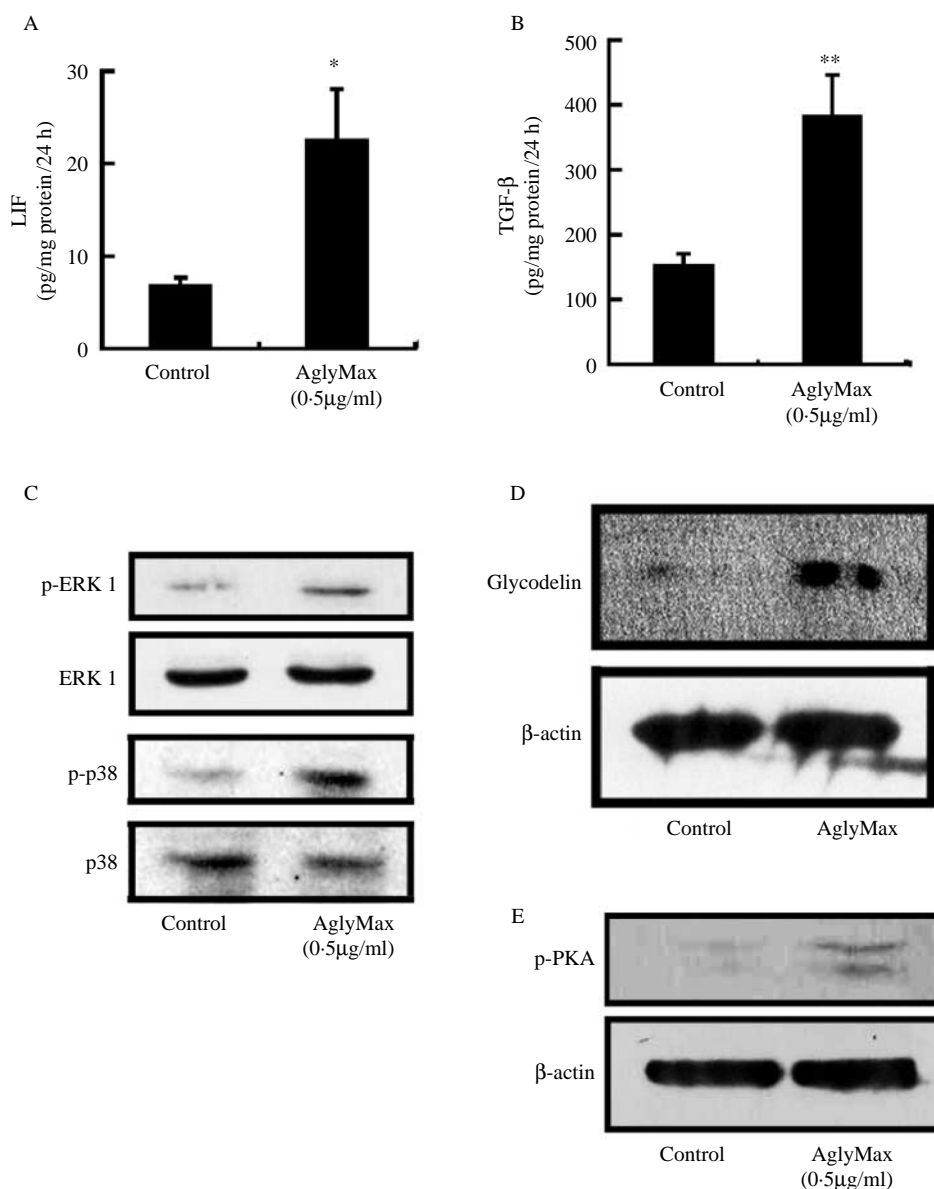 A
30
20
10
0
LIF
(pg/mg protein/24 h)
*
Control
AglyMax
(0·5µg/ml)
B
500
400
300
200
100
0
TGF-β
(pg/mg protein/24 h)
**
Control
AglyMax
(0·5µg/ml)
C
p-ERK 1
ERK 1
p-p38
p38
Control
AglyMax
(0·5µg/ml)
D
Glycodelin
β-actin
Control
AglyMax
E
p-PKA
β-actin
Control
AglyMax
(0·5µg/ml)